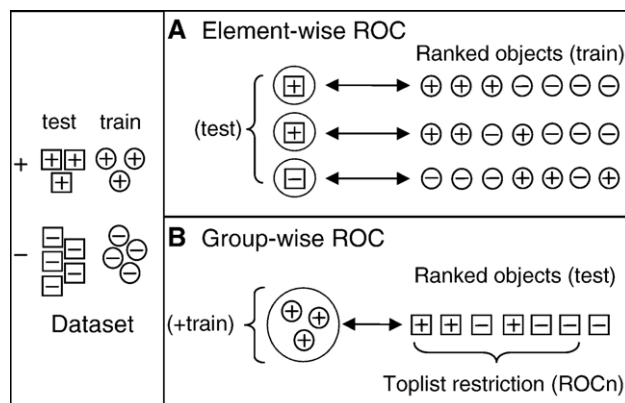 test train
+ + + + +
+ +
−
− − − − −
− − − − −
Dataset
A Element-wise ROC
Ranked objects (train)
(test)
+ + + + − − − −
+ + + − + − − −
− − − − + + − +
B Group-wise ROC
Ranked objects (test)
(+train)
+ + +
+ + − + − − −
Toplist restriction (ROCn)